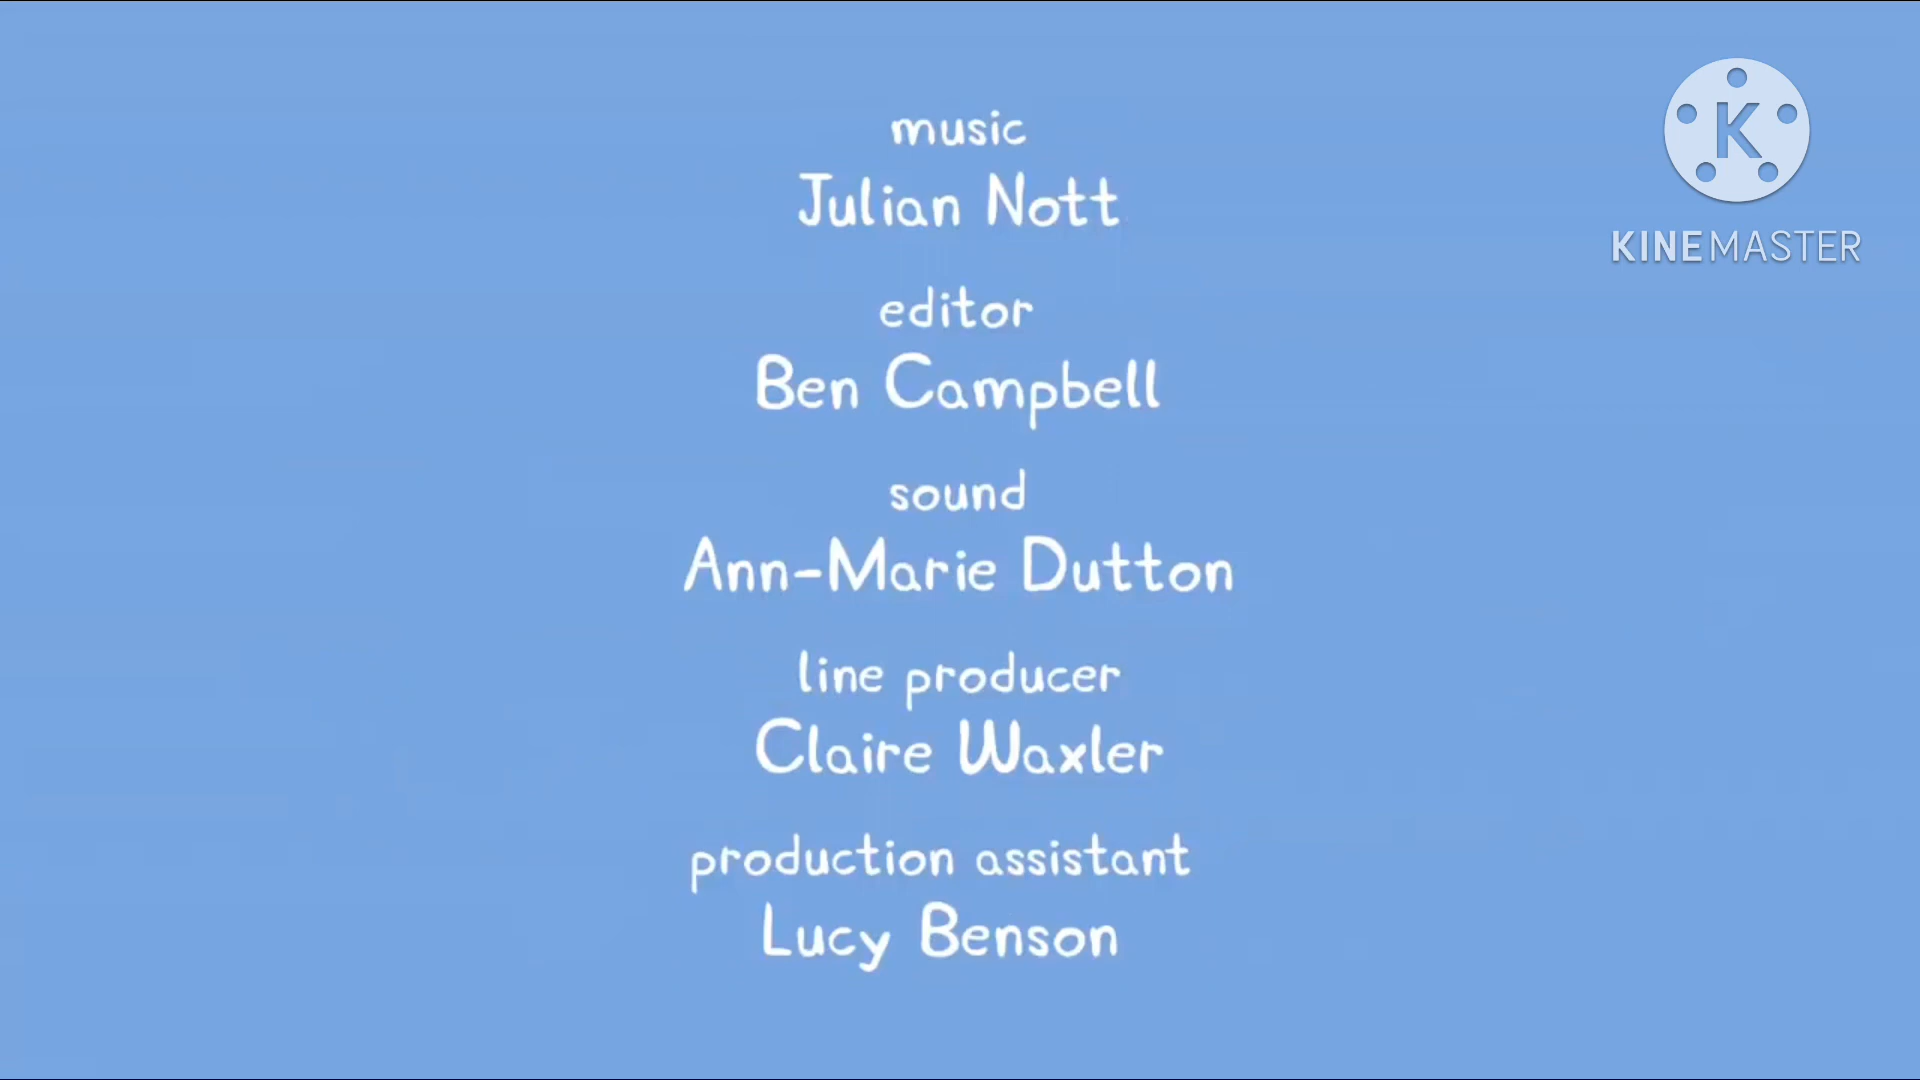 music
Julian Nott
editor
Ben Campbell
sound
Ann-Marie Dutton
line producer
Claire Waxler
production assistant
Lucy Benson
K
KINEMASTER